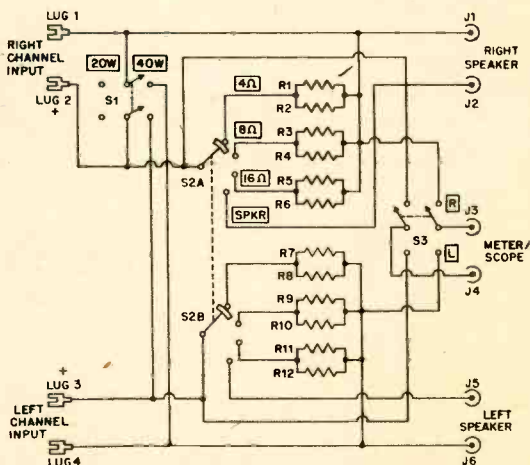 LUG 1
J1
RIGHT
CHANNEL
INPUT
20W
40W
RIGHT
SPEAKER
LUG 2
+
S1
4Ω
R1
R2
J2
8Ω
R3
R4
S2A
16Ω
R5
R6
SPKR
R
J3
S3
METER/
SCOPE
L
J4
R7
R8
S2B
R9
R10
R11
R12
+
LUG 3
J5
LEFT
CHANNEL
INPUT
LEFT
SPEAKER
LUG 4
J6